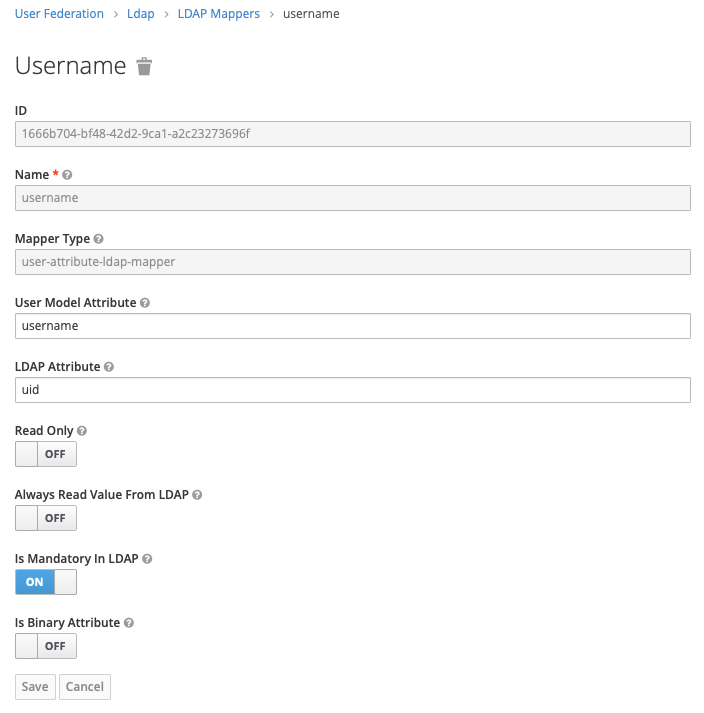 User Federation > Ldap > LDAP Mappers > username
Username
ID
1666b704-bf48-42d2-9ca1-a2c23273696f
Name *
username
Mapper Type
user-attribute-ldap-mapper
User Model Attribute
username
LDAP Attribute
uid
Read Only
OFF
Always Read Value From LDAP
OFF
Is Mandatory In LDAP
ON
Is Binary Attribute
OFF
Save Cancel